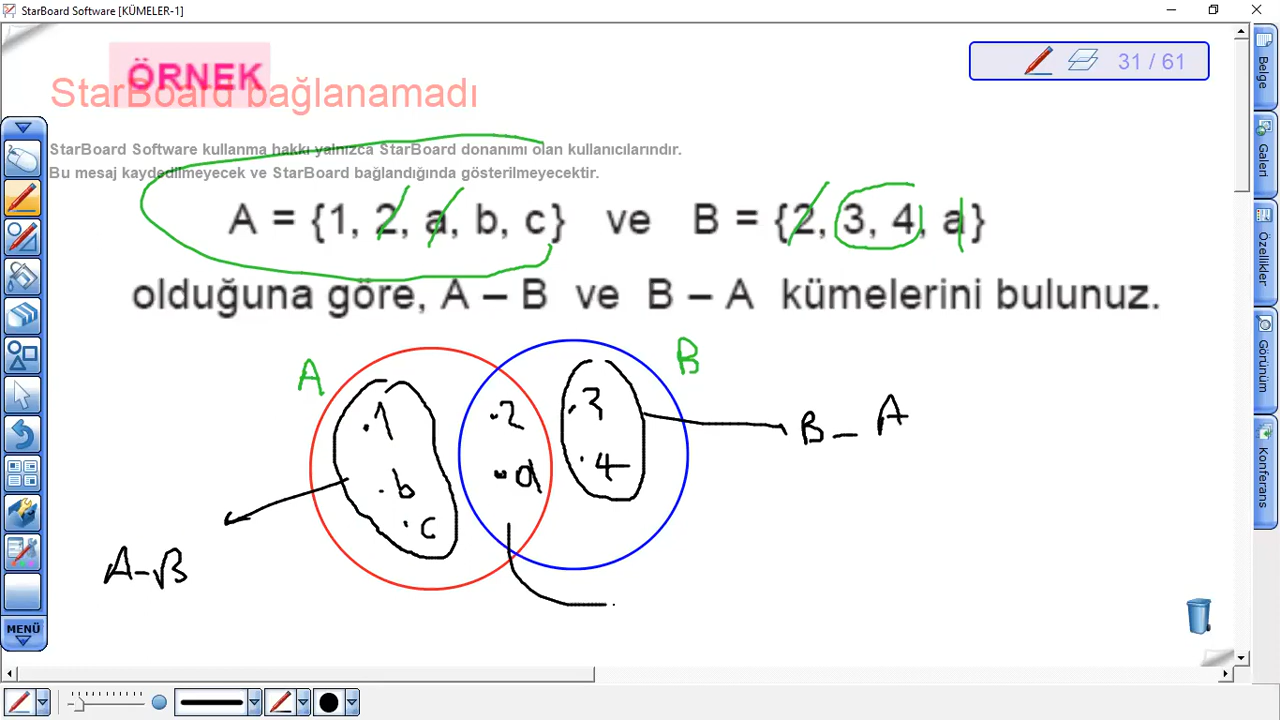 StarBoard Software [KÜMELER-1]
ÖRNEK
StarBoard bağlanamadı
31 / 61
StarBoard Software kullanma hakkı yalnızca StarBoard donanımı olan kullanıcılarındır.
Bu mesaj kaydedilmeyecek ve StarBoard bağlandığında gösterilmeyecektir.
A = {1, 2, a, b, c} ve B = {2, 3, 4, a}
olduğuna göre, A – B ve B – A kümelerini bulunuz.
A
B
.1
.b
.c
.2
.a
.3
.4
B - A
A-B
MENÜ
Belge
Galeri
Özellikler
Görünüm
Konferans